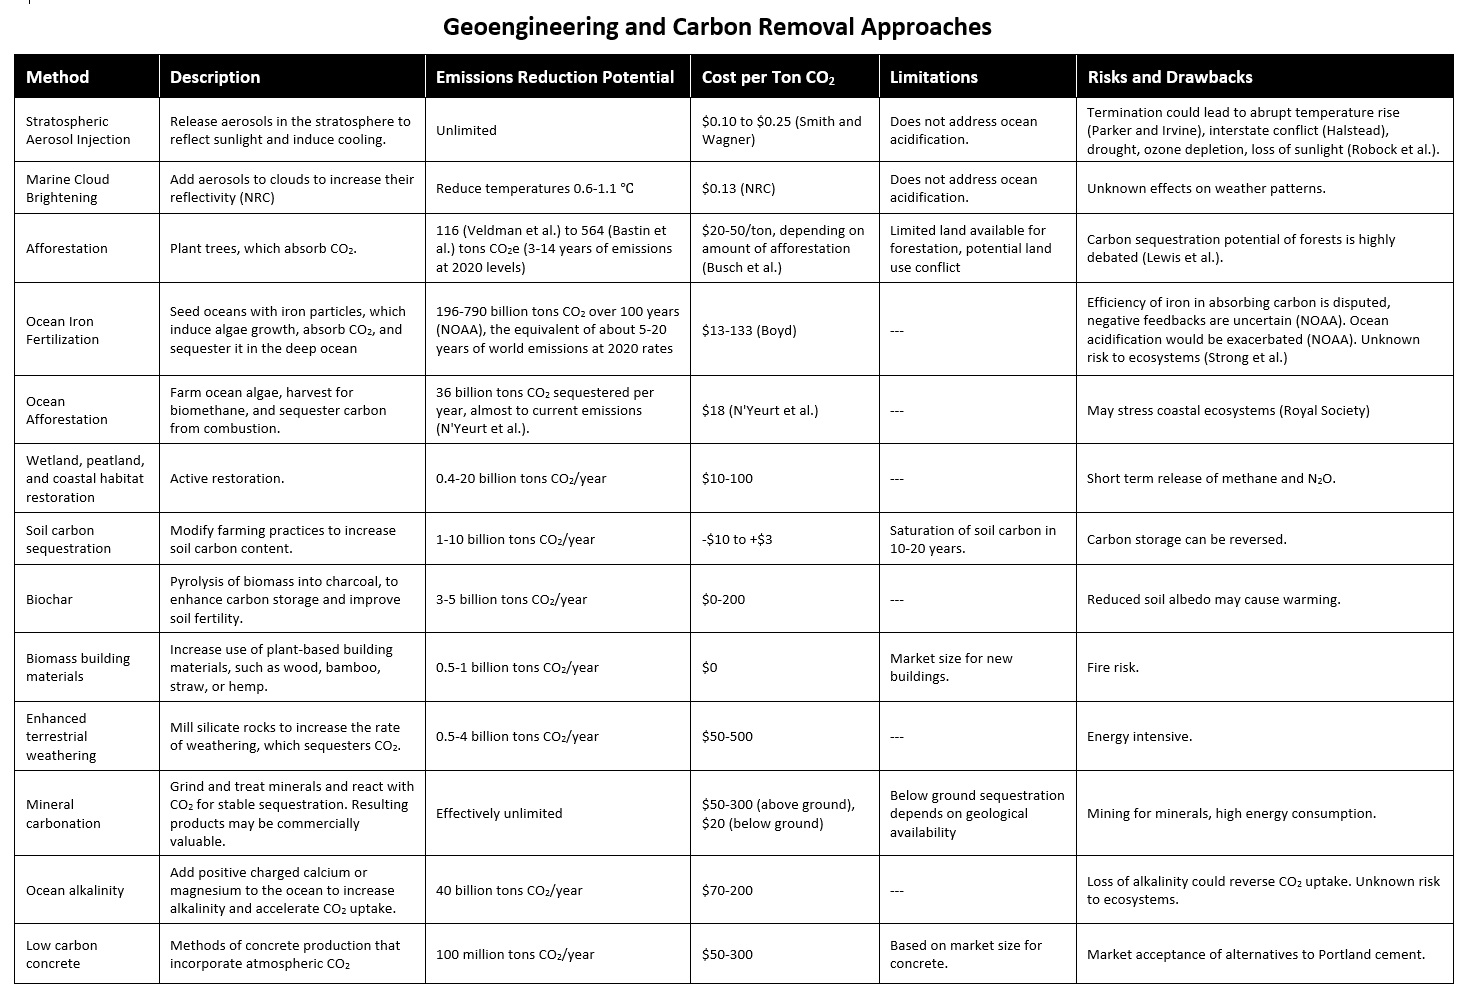 Geoengineering and Carbon Removal Approaches
Method Description Emissions Reduction Potential Cost per Ton CO₂ Limitations Risks and Drawbacks
Stratospheric
Aerosol Injection
Release aerosols in the stratosphere to
reflect sunlight and induce cooling.
Unlimited
$0.10 to $0.25 (Smith and
Wagner)
Does not address ocean
acidification.
Termination could lead to abrupt temperature rise
(Parker and Irvine), interstate conflict (Halstead),
drought, ozone depletion, loss of sunlight (Robock et al.).
Marine Cloud
Brightening
Add aerosols to clouds to increase their
reflectivity (NRC)
Reduce temperatures 0.6-1.1 ℃
$0.13 (NRC)
Does not address ocean
acidification.
Unknown effects on weather patterns.
Afforestation
Plant trees, which absorb CO₂.
116 (Veldman et al.) to 564 (Bastin et
al.) tons CO₂e (3-14 years of emissions
at 2020 levels)
$20-50/ton, depending on
amount of afforestation
(Busch et al.)
Limited land available for
forestation, potential land
use conflict
Carbon sequestration potential of forests is highly
debated (Lewis et al.).
Ocean Iron
Fertilization
Seed oceans with iron particles, which
induce algae growth, absorb CO₂, and
sequester it in the deep ocean
196-790 billion tons CO₂ over 100 years
(NOAA), the equivalent of about 5-20
years of world emissions at 2020 rates
$13-133 (Boyd)
---
Efficiency of iron in absorbing carbon is disputed,
negative feedbacks are uncertain (NOAA). Ocean
acidification would be exacerbated (NOAA). Unknown
risk to ecosystems (Strong et al.)
Ocean
Afforestation
Farm ocean algae, harvest for
biomethane, and sequester carbon
from combustion.
36 billion tons CO₂ sequestered per
year, almost to current emissions
(N'Yeurt et al.).
$18 (N'Yeurt et al.)
---
May stress coastal ecosystems (Royal Society)
Wetland, peatland,
and coastal habitat
restoration
Active restoration.
0.4-20 billion tons CO₂/year
$10-100
---
Short term release of methane and N₂O.
Soil carbon
sequestration
Modify farming practices to increase
soil carbon content.
1-10 billion tons CO₂/year
-$10 to +$3
Saturation of soil carbon in
10-20 years.
Carbon storage can be reversed.
Biochar
Pyrolysis of biomass into charcoal, to
enhance carbon storage and improve
soil fertility.
3-5 billion tons CO₂/year
$0-200
---
Reduced soil albedo may cause warming.
Biomass building
materials
Increase use of plant-based building
materials, such as wood, bamboo,
straw, or hemp.
0.5-1 billion tons CO₂/year
$0
Market size for new
buildings.
Fire risk.
Enhanced
terrestrial
weathering
Mill silicate rocks to increase the rate
of weathering, which sequesters CO₂.
0.5-4 billion tons CO₂/year
$50-500
---
Energy intensive.
Mineral
carbonation
Grind and treat minerals and react with
CO₂ for stable sequestration. Resulting
products may be commercially
valuable.
Effectively unlimited
$50-300 (above ground),
$20 (below ground)
Below ground sequestration
depends on geological
availability
Mining for minerals, high energy consumption.
Ocean alkalinity
Add positive charged calcium or
magnesium to the ocean to increase
alkalinity and accelerate CO₂ uptake.
40 billion tons CO₂/year
$70-200
---
Loss of alkalinity could reverse CO₂ uptake. Unknown risk
to ecosystems.
Low carbon
concrete
Methods of concrete production that
incorporate atmospheric CO₂
100 million tons CO₂/year
$50-300
Based on market size for
concrete.
Market acceptance of alternatives to Portland cement.